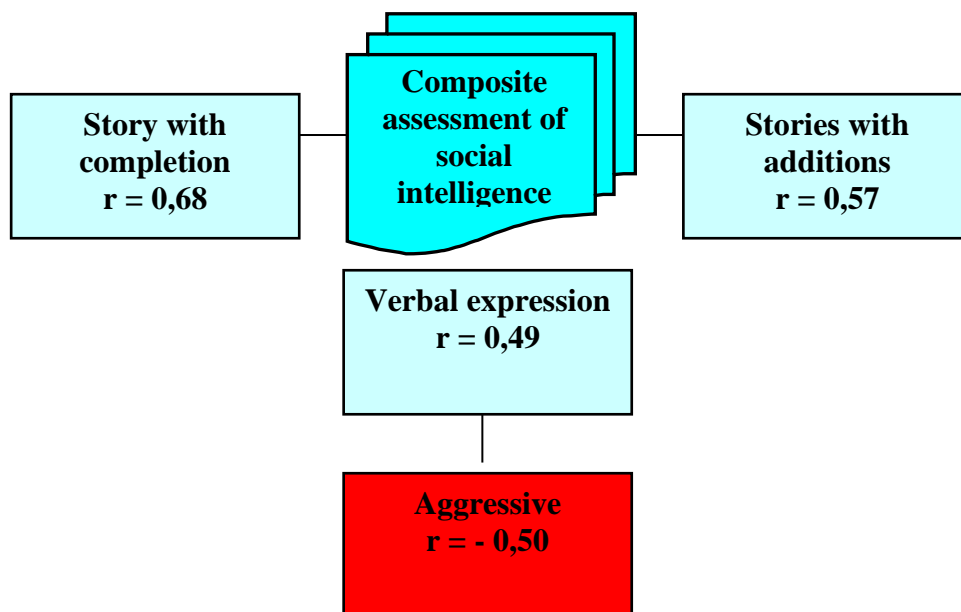 Story with
completion
r = 0,68
Composite
assessment of
social
intelligence
Stories with
additions
r = 0,57
Verbal expression
r = 0,49
Aggressive
r = - 0,50